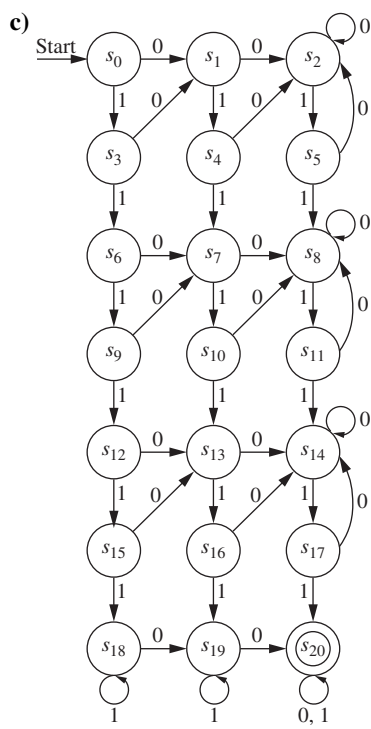 c)
0
Start s0 0 s1 0 s2
1 0 1 0 1 0
s3 s4 s5
1 1 1 0
s6 0 s7 0 s8
1 0 1 0 1 0
s9 s10 s11
1 1 1 0
s12 0 s13 0 s14
1 0 1 0 1 0
s15 s16 s17
1 1 1
s18 0 s19 0 s20
1 1 0, 1